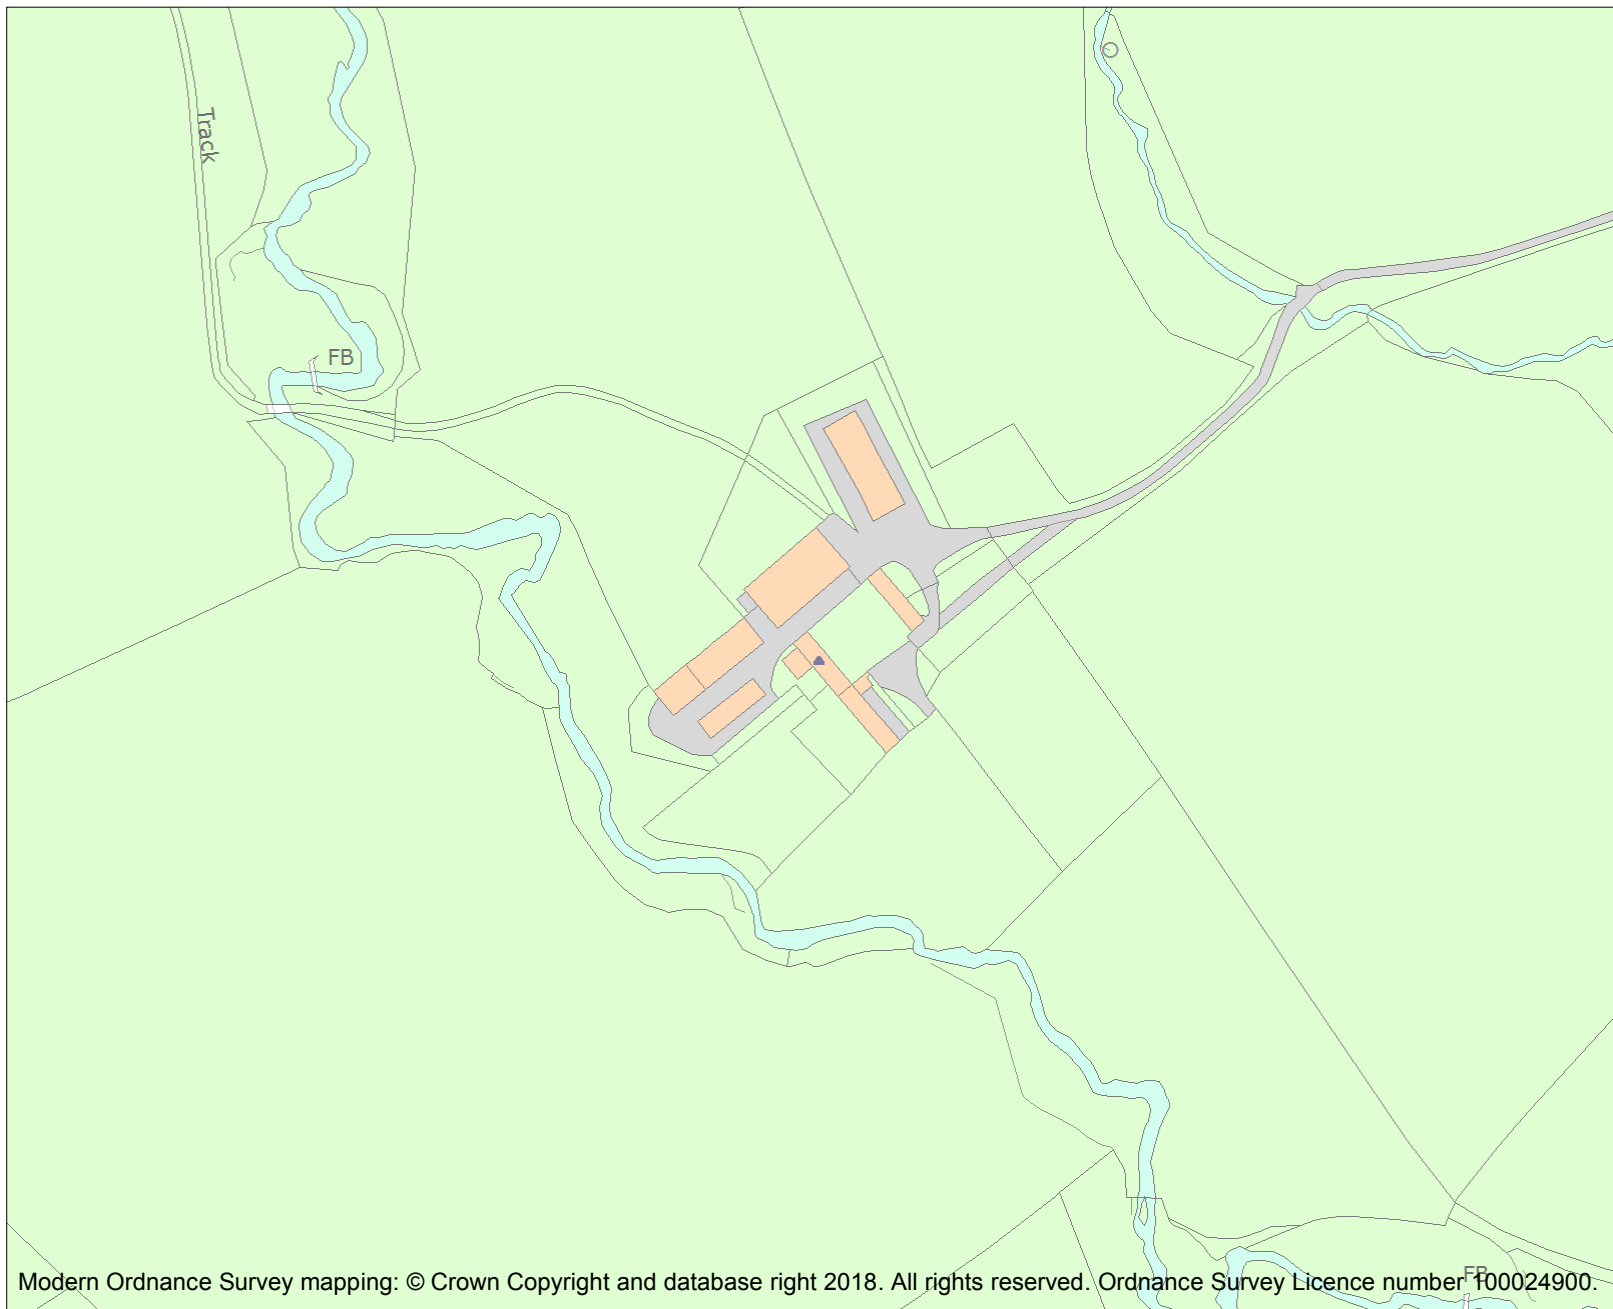 Track
FB
FB
Modern Ordnance Survey mapping: © Crown Copyright and database right 2018. All rights reserved. Ordnance Survey Licence number 100024900.